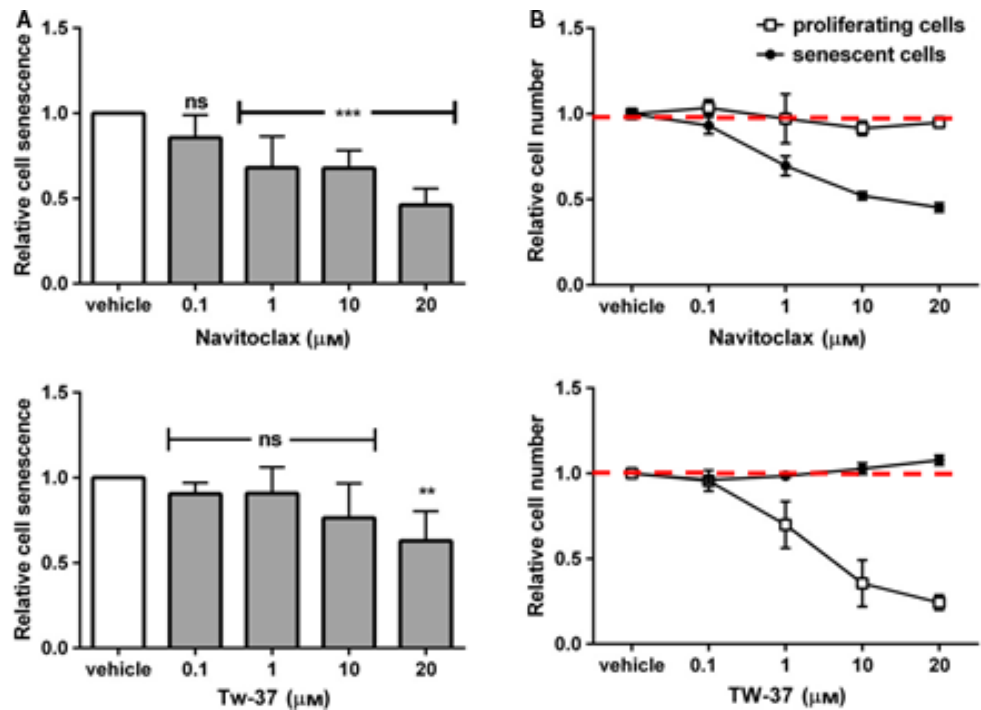 A
Relative cell senescence
1.5
1.0
0.5
0.0
ns
***
vehicle 0.1 1 10 20
Navitoclax (μM)
B
Relative cell number
1.5
1.0
0.5
0.0
proliferating cells
senescent cells
vehicle 0.1 1 10 20
Navitoclax (μM)
Relative cell senescence
1.5
1.0
0.5
0.0
ns
**
vehicle 0.1 1 10 20
Tw-37 (μM)
Relative cell number
1.5
1.0
0.5
0.0
vehicle 0.1 1 10 20
TW-37 (μM)